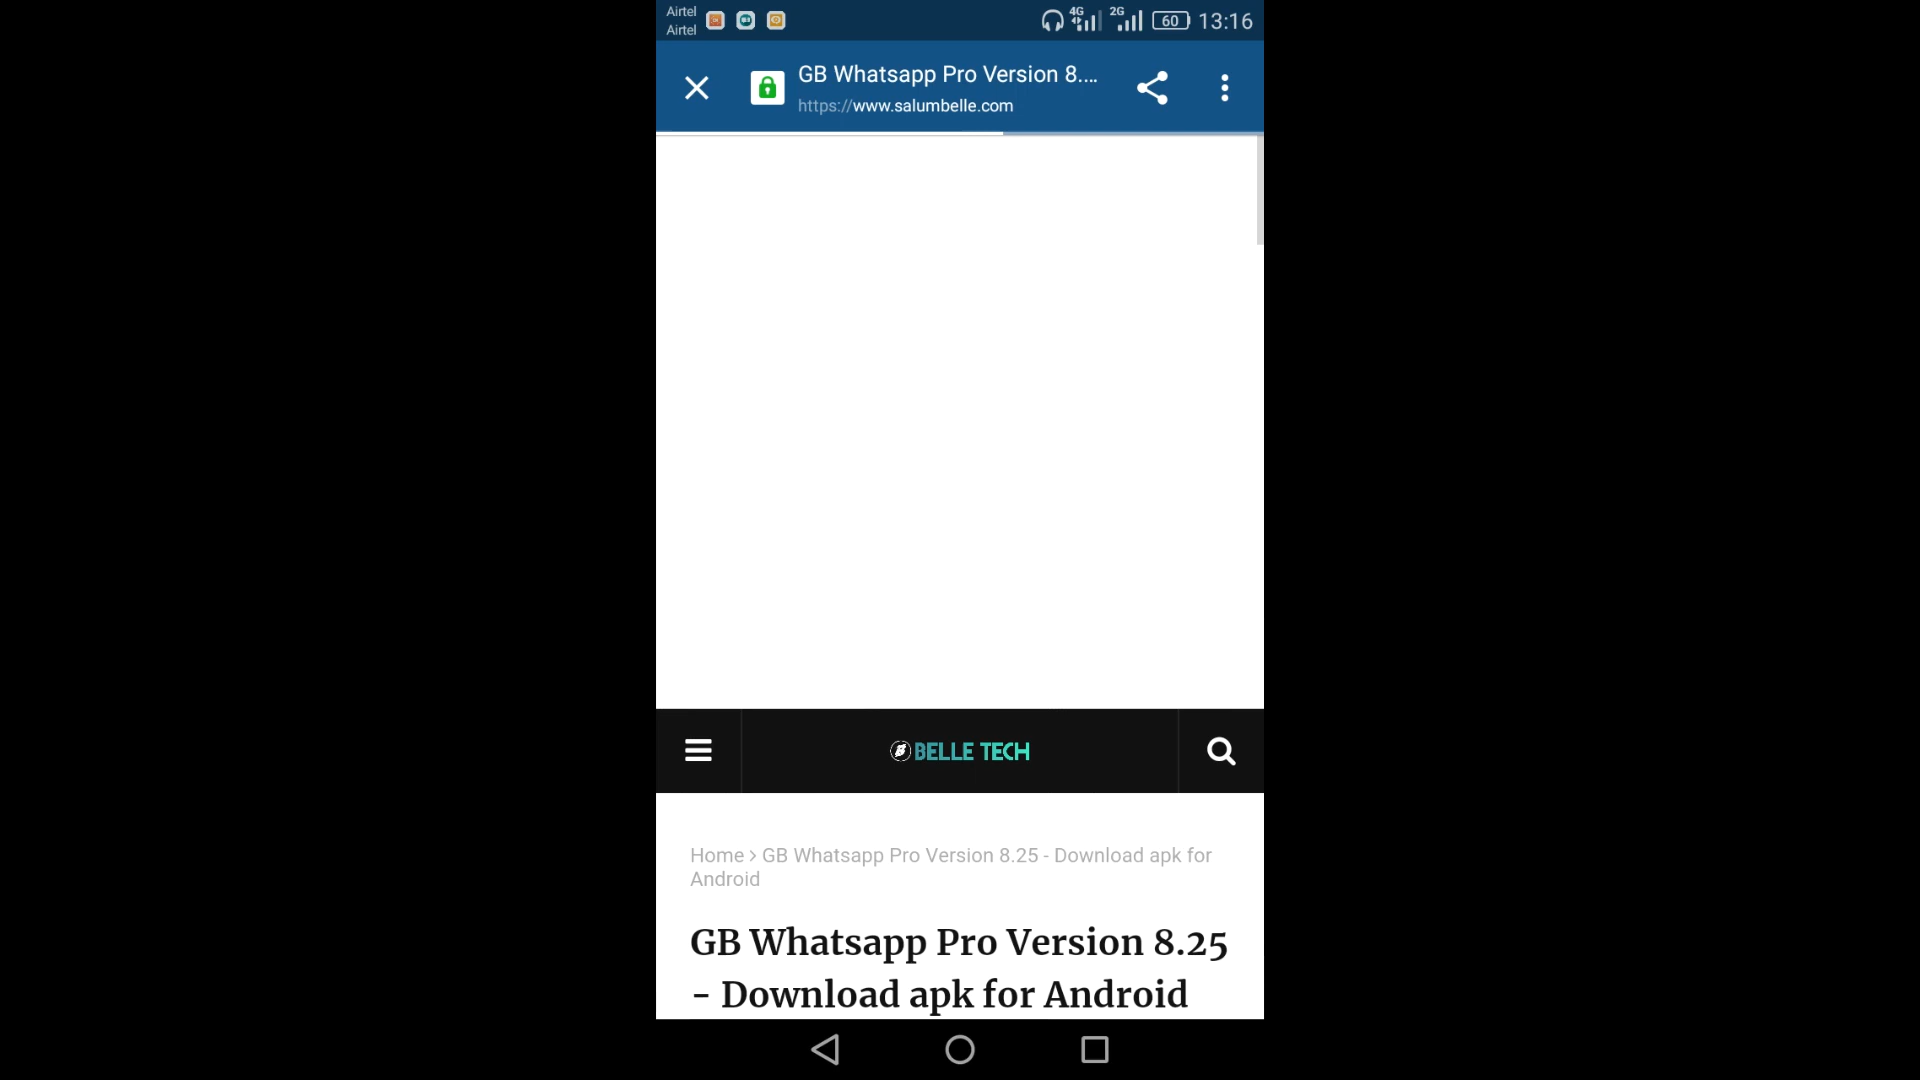 Airtel
Airtel
4G
2G
60
13:16
GB Whatsapp Pro Version 8....
https://www.salumbelle.com
BELLE TECH
Home > GB Whatsapp Pro Version 8.25 - Download apk for
Android
GB Whatsapp Pro Version 8.25
- Download apk for Android